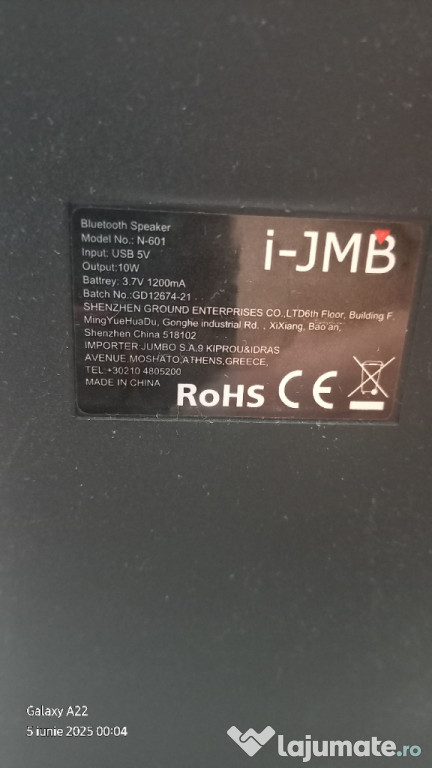 Bluetooth Speaker
Model No.: N-601
Input: USB 5V
Output:10W
Battrey: 3.7V 1200mA
Batch No.:GD12674-21
i-JMB
SHENZHEN GROUND ENTERPRISES CO.,LTD6th Floor, Building F,
MingYueHuaDu, Gonghe industrial Rd. , XiXiang, Bao'an,
Shenzhen China 518102
IMPORTER JUMBO S.A.9 KIPROU&IDRAS
AVENUE,MOSHATO,ATHENS,GREECE,
TEL:+30210 4805200
MADE IN CHINA
RoHS CE
Galaxy A22
5 iunie 2025 00:04
lajumate.ro